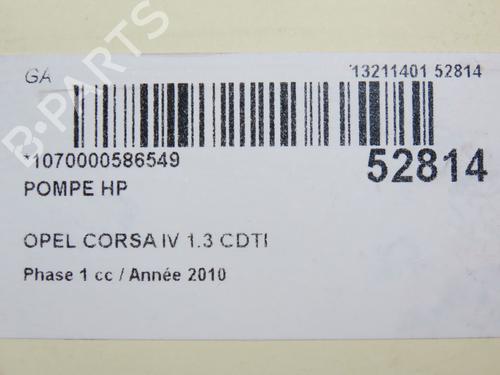 GA
13211401 52814
*1070000586549
52814
POMPE HP
OPEL CORSA IV 1.3 CDTI
Phase 1 cc / Année 2010
B-PARTS